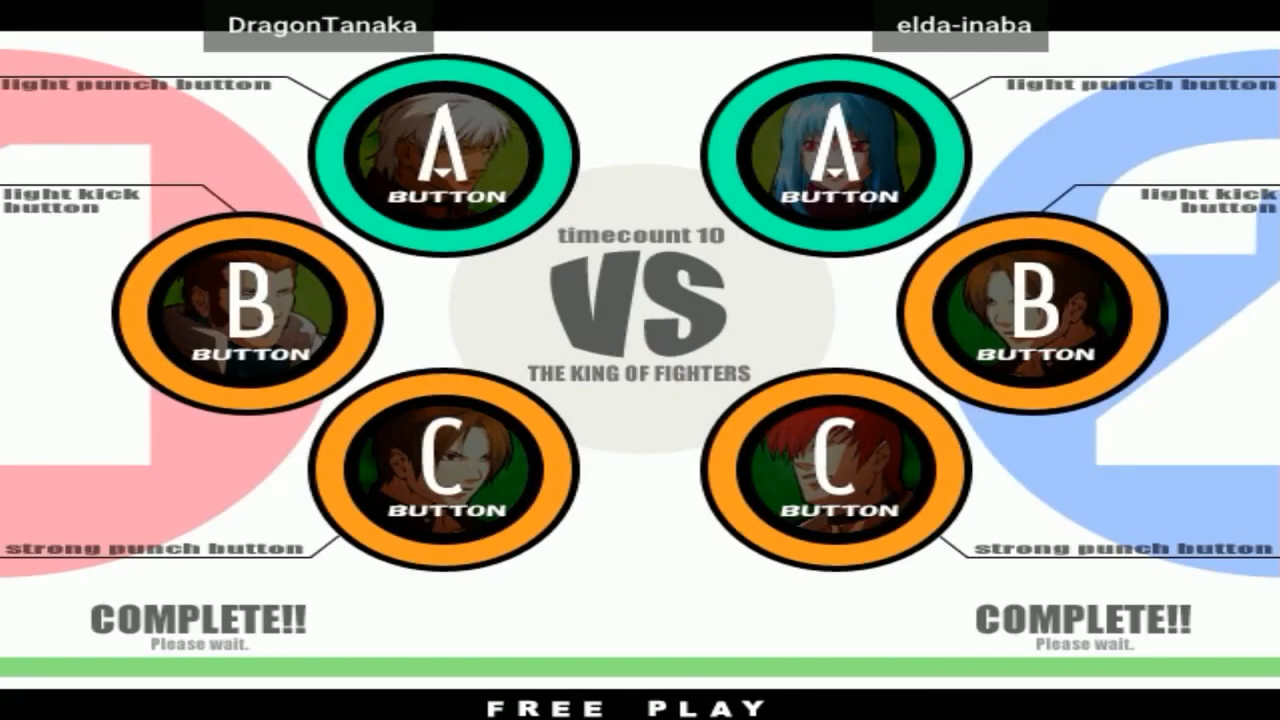 DragonTanaka
elda-inaba
light punch button
light punch button
A
BUTTON
A
BUTTON
light kick
button
light kick
button
timecount 10
VS
THE KING OF FIGHTERS
B
BUTTON
B
BUTTON
1
2
C
BUTTON
C
BUTTON
strong punch button
strong punch button
COMPLETE!!
Please wait.
COMPLETE!!
Please wait.
FREE PLAY